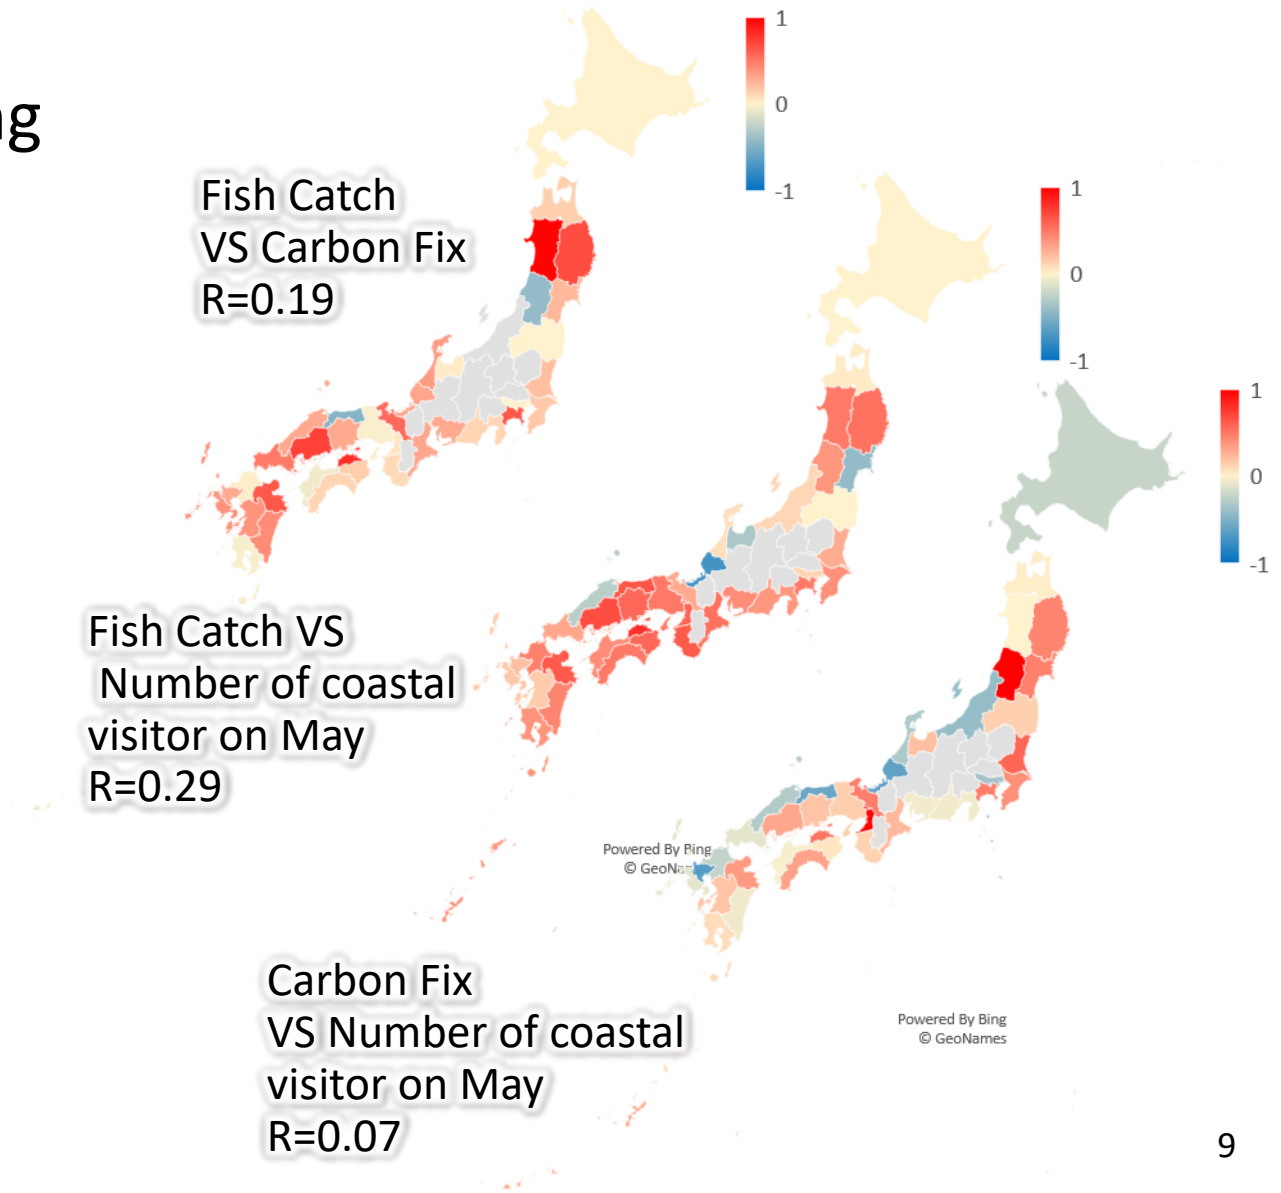 ng
1
0
-1
Fish Catch
VS Carbon Fix
R=0.19
1
0
-1
1
0
-1
Fish Catch VS
Number of coastal
visitor on May
R=0.29
Powered By Bing
©
Carbon Fix
VS Number of coastal
visitor on May
R=0.07
Powered By Bing
© GeoNames
9